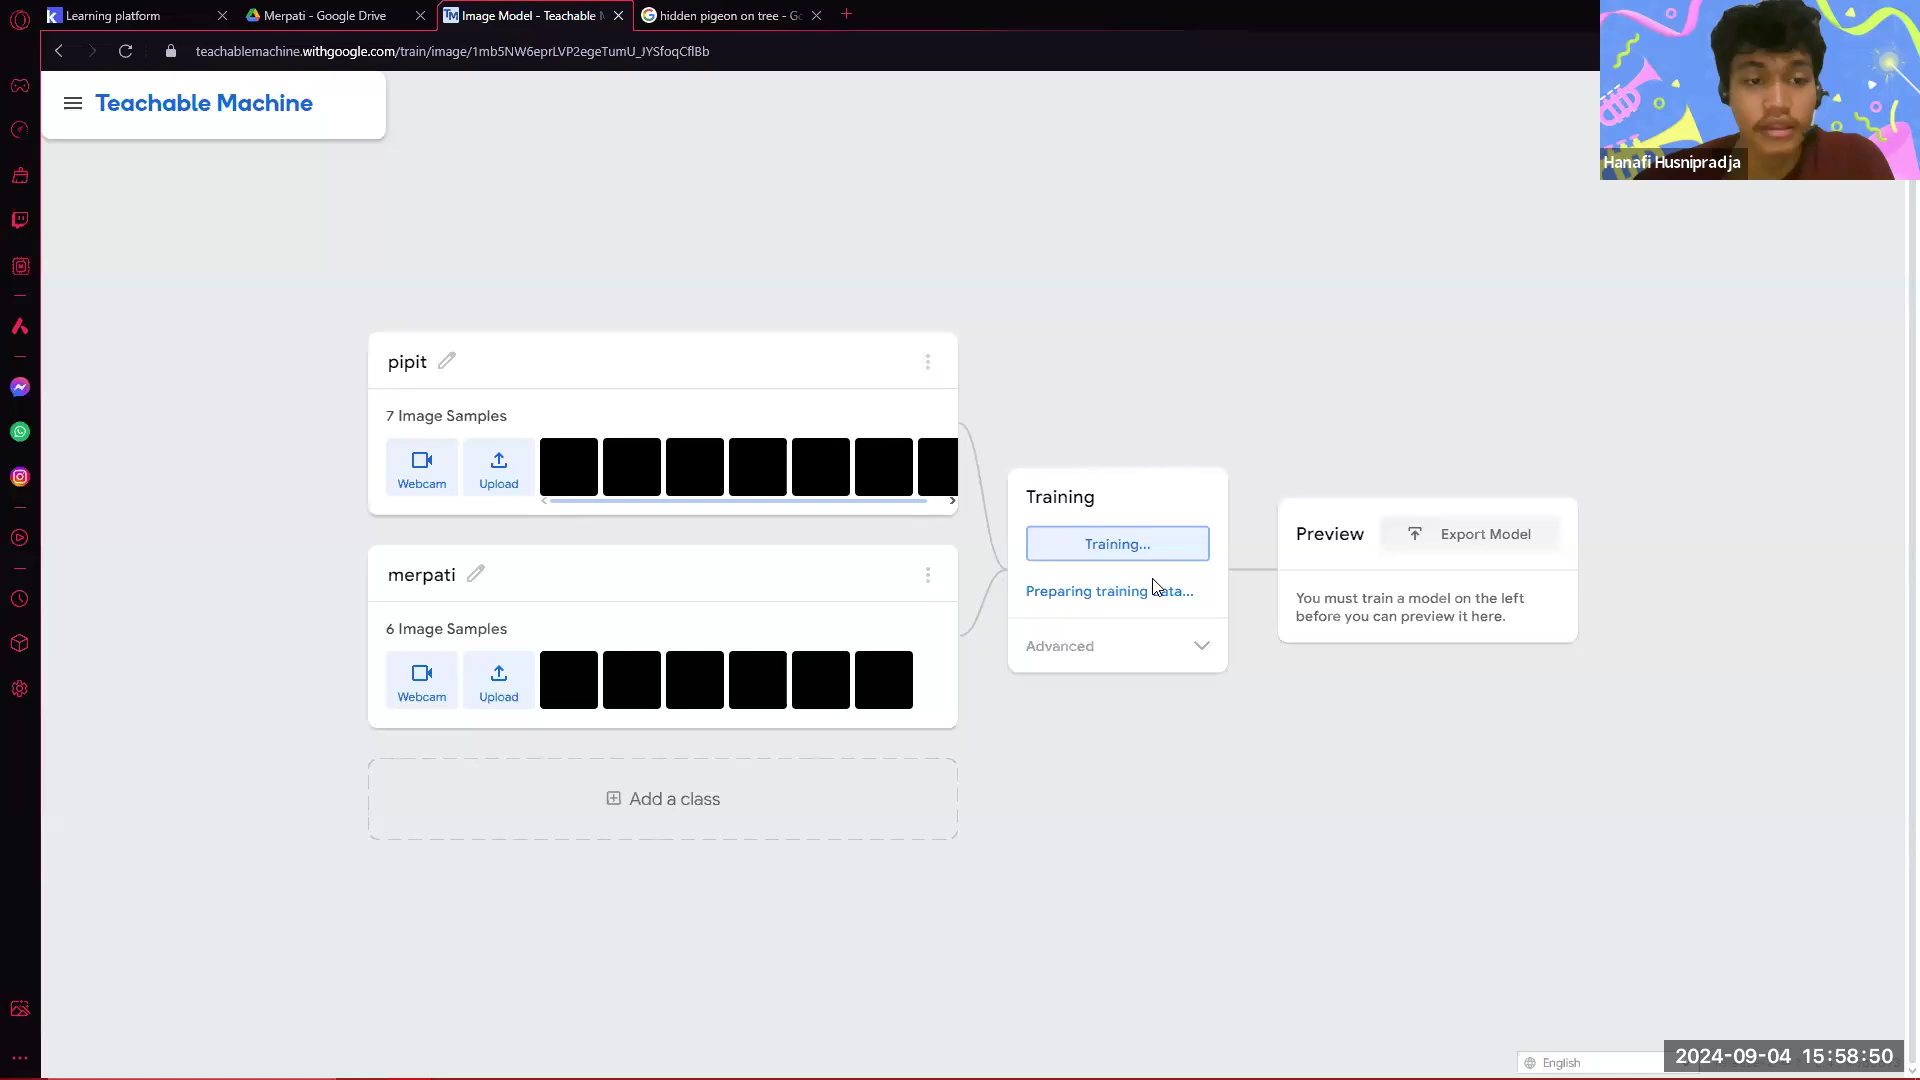 Learning platform
Merpati - Google Drive
Image Model - Teachable
hidden pigeon on tree - Go
teachablemachine.withgoogle.com/train/image/1mb5NW6eprLVP2egeTumU_JYSfoqCflBb
Teachable Machine
Hanafi Husnipradja
pipit
7 Image Samples
Webcam
Upload
merpati
6 Image Samples
Webcam
Upload
Add a class
Training
Training...
Preparing training data...
Advanced
Preview
Export Model
You must train a model on the left
before you can preview it here.
English
2024-09-04 15:58:50